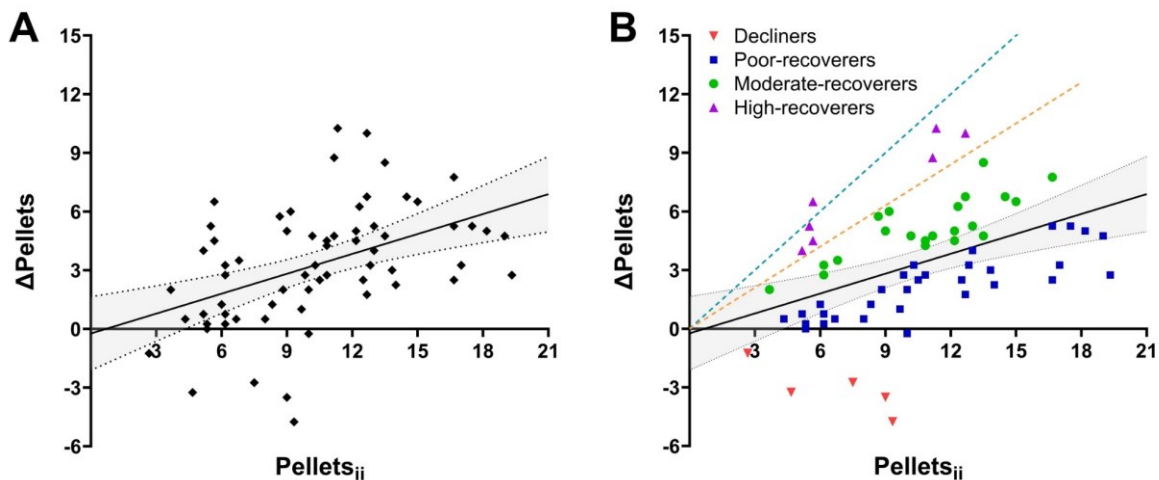 A
15
12
9
6
3
0
-3
-6
3 6 9 12 15 18 21
ΔPellets
Pelletsii
B
Decliners
Poor-recoverers
Moderate-recoverers
High-recoverers
15
12
9
6
3
0
-3
-6
3 6 9 12 15 18 21
ΔPellets
Pelletsii